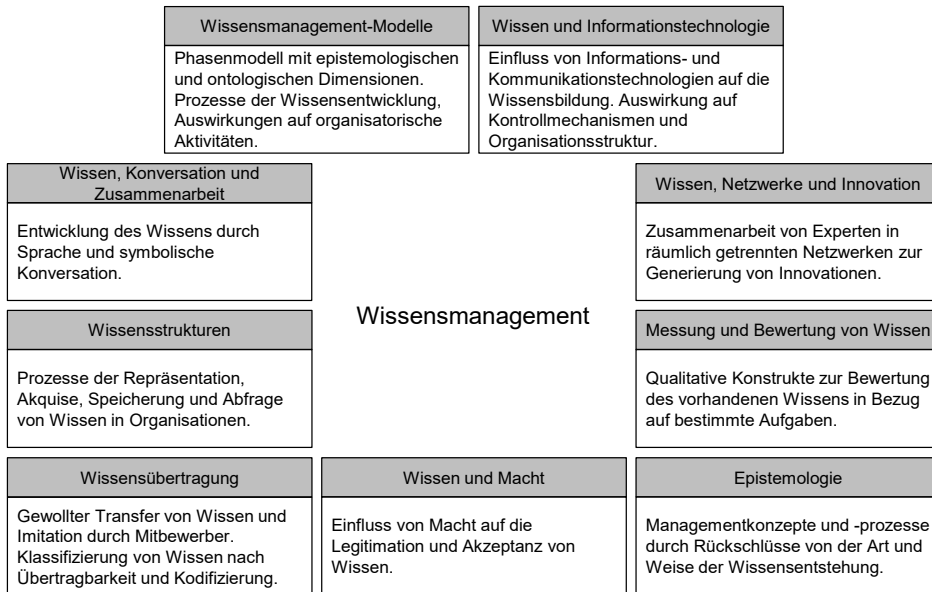 Wissensmanagement-Modelle
Phasenmodell mit epistemologischen
und ontologischen Dimensionen.
Prozesse der Wissensentwicklung,
Auswirkungen auf organisatorische
Aktivitäten.
Wissen und Informationstechnologie
Einfluss von Informations- und
Kommunikationstechnologien auf die
Wissensbildung. Auswirkung auf
Kontrollmechanismen und
Organisationsstruktur.
Wissen, Konversation und
Zusammenarbeit
Entwicklung des Wissens durch
Sprache und symbolische
Konversation.
Wissen, Netzwerke und Innovation
Zusammenarbeit von Experten in
räumlich getrennten Netzwerken zur
Generierung von Innovationen.
Wissensmanagement
Wissensstrukturen
Prozesse der Repräsentation,
Akquise, Speicherung und Abfrage
von Wissen in Organisationen.
Messung und Bewertung von Wissen
Qualitative Konstrukte zur Bewertung
des vorhandenen Wissens in Bezug
auf bestimmte Aufgaben.
Wissensübertragung
Gewollter Transfer von Wissen und
Imitation durch Mitbewerber.
Klassifizierung von Wissen nach
Übertragbarkeit und Kodifizierung.
Wissen und Macht
Einfluss von Macht auf die
Legitimation und Akzeptanz von
Wissen.
Epistemologie
Managementkonzepte und -prozesse
durch Rückschlüsse von der Art und
Weise der Wissensentstehung.